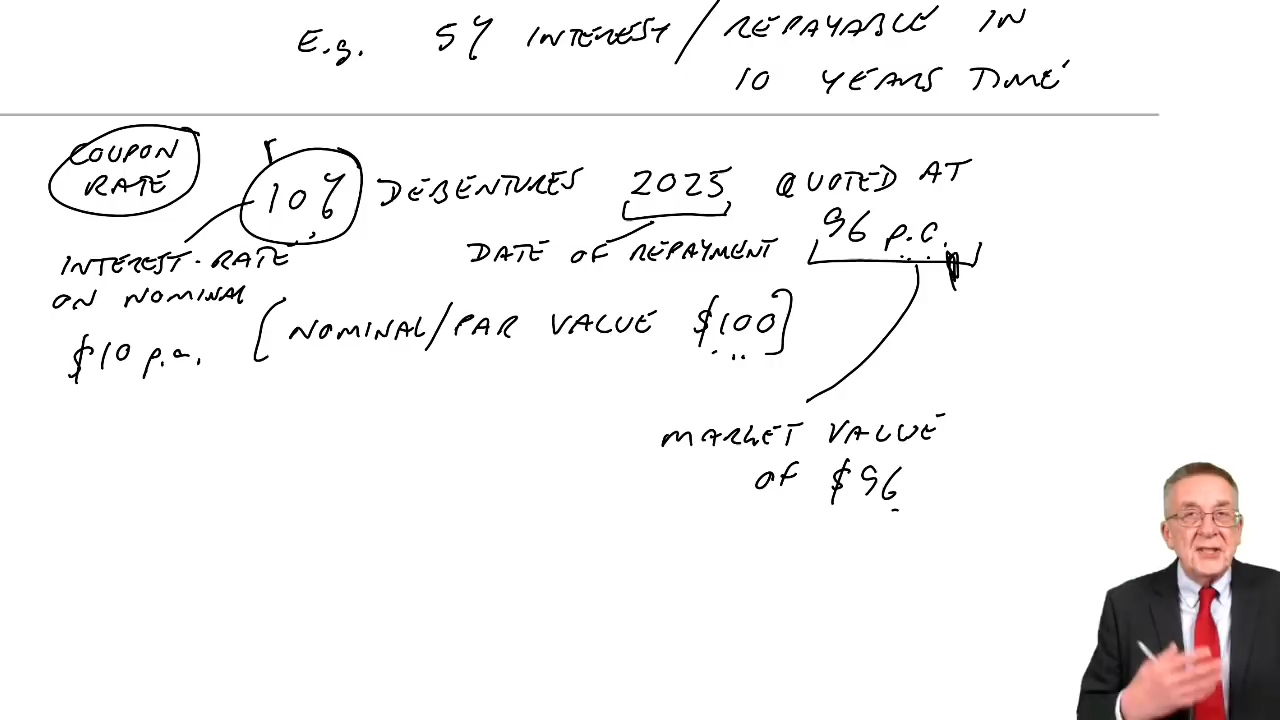 E.g. 5% INTEREST / REPAYABLE IN
10 YEARS TIME
COUPON
RATE
10% DEBENTURES 2025 QUOTED AT
96 p.c.
INTEREST RATE
ON NOMINAL
DATE OF REPAYMENT
$10 p.a.
[NOMINAL/PAR VALUE $100]
MARKET VALUE
OF $96